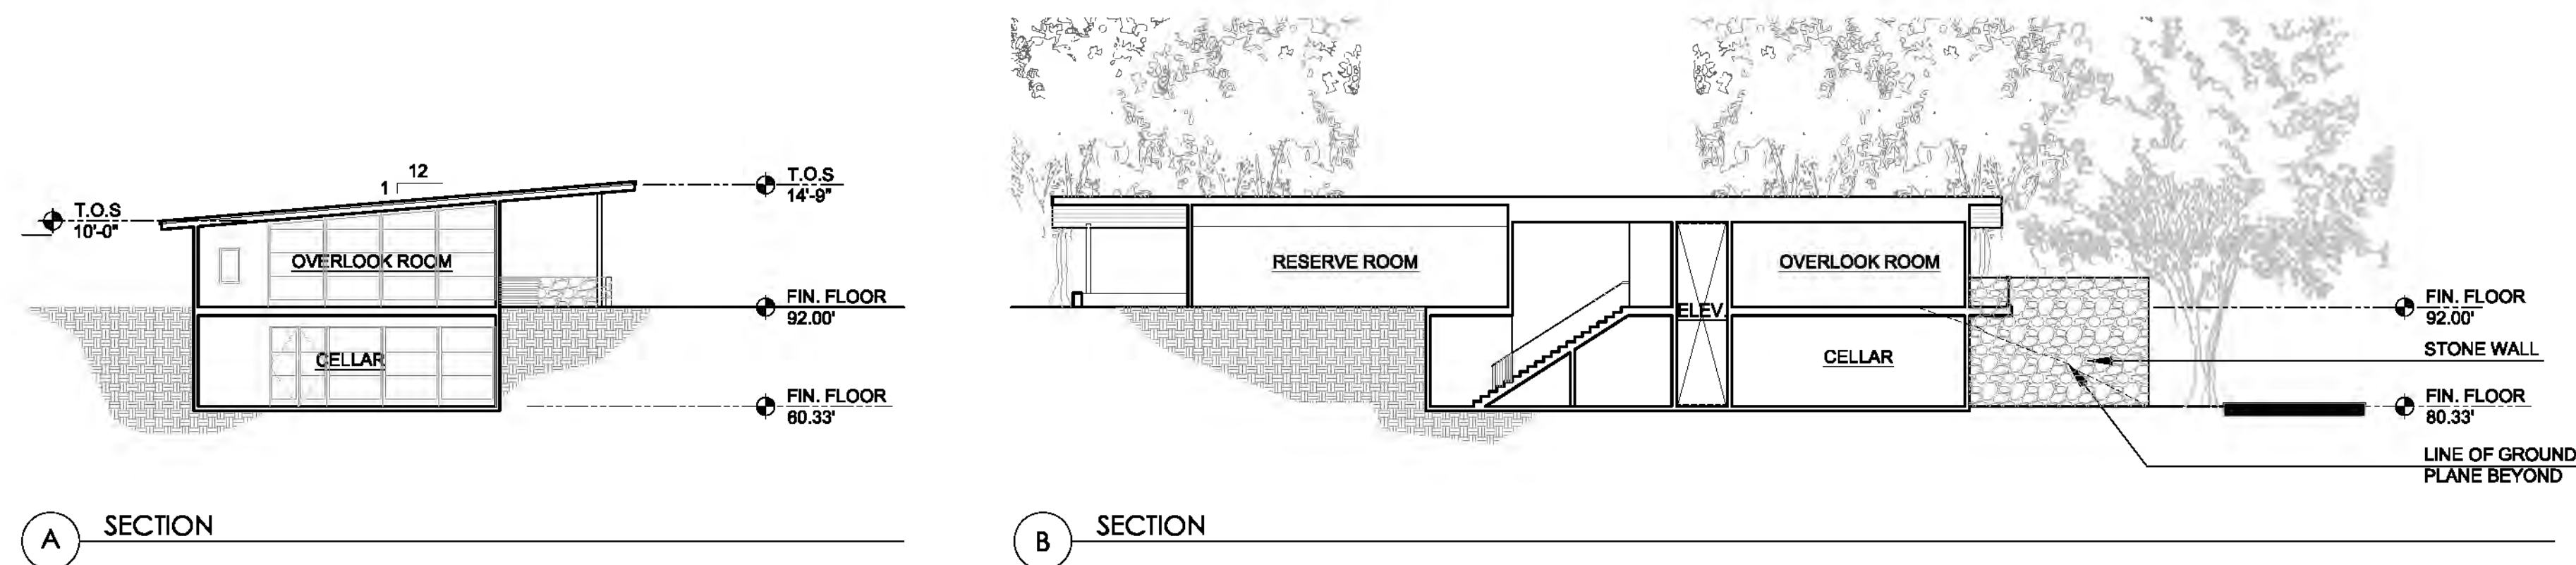 12
1
T.O.S
14'-9"
T.O.S
10'-0"
OVERLOOK ROOM
FIN. FLOOR
92.00'
CELLAR
FIN. FLOOR
60.33'
A
SECTION
RESERVE ROOM
ELEV.
OVERLOOK ROOM
CELLAR
FIN. FLOOR
92.00'
STONE WALL
FIN. FLOOR
80.33'
LINE OF GROUND
PLANE BEYOND
B
SECTION